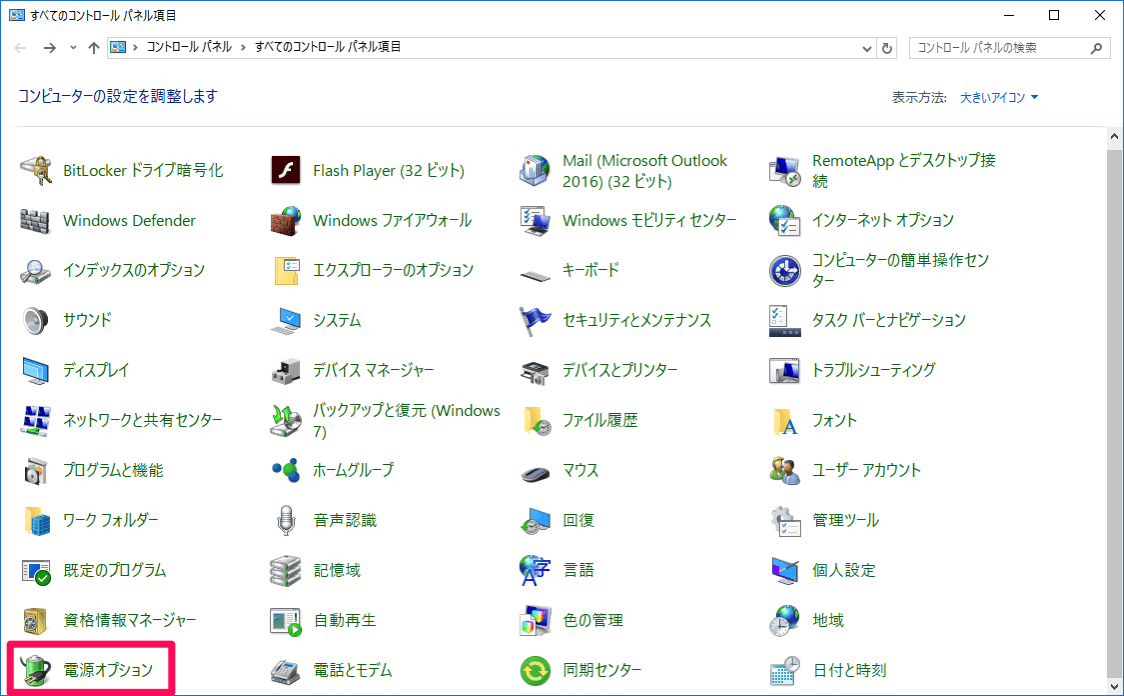 すべてのコントロール パネル項目
コントロール パネル › すべてのコントロール パネル項目
コントロール パネルの検索
コンピューターの設定を調整します
表示方法: 大きいアイコン
BitLocker ドライブ暗号化
Flash Player (32 ビット)
Mail (Microsoft Outlook
2016) (32 ビット)
RemoteApp とデスクトップ接
続
Windows Defender
Windows ファイアウォール
Windows モビリティ センター
インターネット オプション
インデックスのオプション
エクスプローラーのオプション
キーボード
コンピューターの簡単操作セン
ター
サウンド
システム
セキュリティとメンテナンス
タスク バーとナビゲーション
ディスプレイ
デバイス マネージャー
デバイスとプリンター
トラブルシューティング
ネットワークと共有センター
バックアップと復元 (Windows
7)
ファイル履歴
フォント
プログラムと機能
ホームグループ
マウス
ユーザー アカウント
ワーク フォルダー
音声認識
回復
管理ツール
既定のプログラム
記憶域
言語
個人設定
資格情報マネージャー
自動再生
色の管理
地域
電源オプション
電話とモデム
同期センター
日付と時刻